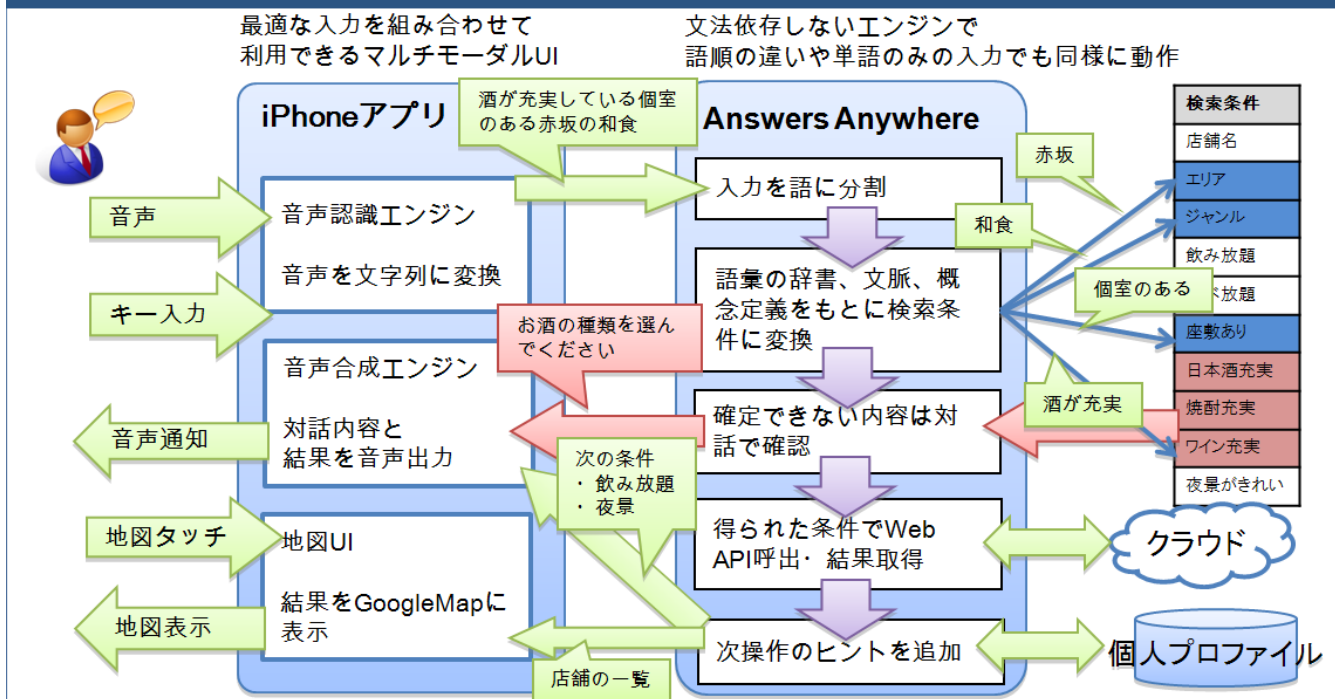 最適な入力を組み合わせて
利用できるマルチモーダルUI
文法依存しないエンジンで
語順の違いや単語のみの入力でも同様に動作
iPhoneアプリ
酒が充実している個室
のある赤坂の和食
Answers Anywhere
音声
キー入力
音声通知
地図タッチ
地図表示
音声認識エンジン
音声を文字列に変換
音声合成エンジン
対話内容と
結果を音声出力
地図UI
結果をGoogleMapに
表示
お酒の種類を選ん
でください
次の条件
・飲み放題
・夜景
店舗の一覧
入力を語に分割
語彙の辞書、文脈、概
念定義をもとに検索条
件に変換
確定できない内容は対
話で確認
得られた条件でWeb
API呼出・結果取得
次操作のヒントを追加
赤坂
和食
個室のある
酒が充実
検索条件
店舗名
エリア
ジャンル
飲み放題
放題
座敷あり
日本酒充実
焼酎充実
ワイン充実
夜景がきれい
クラウド
個人プロファイル